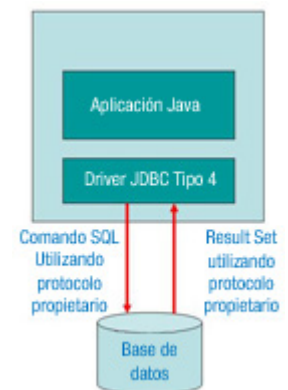 Aplicación Java
Driver JDBC Tipo 4
Comando SQL
Utilizando
protocolo
propietario
Result Set
utilizando
protocolo
propietario
Base de
datos